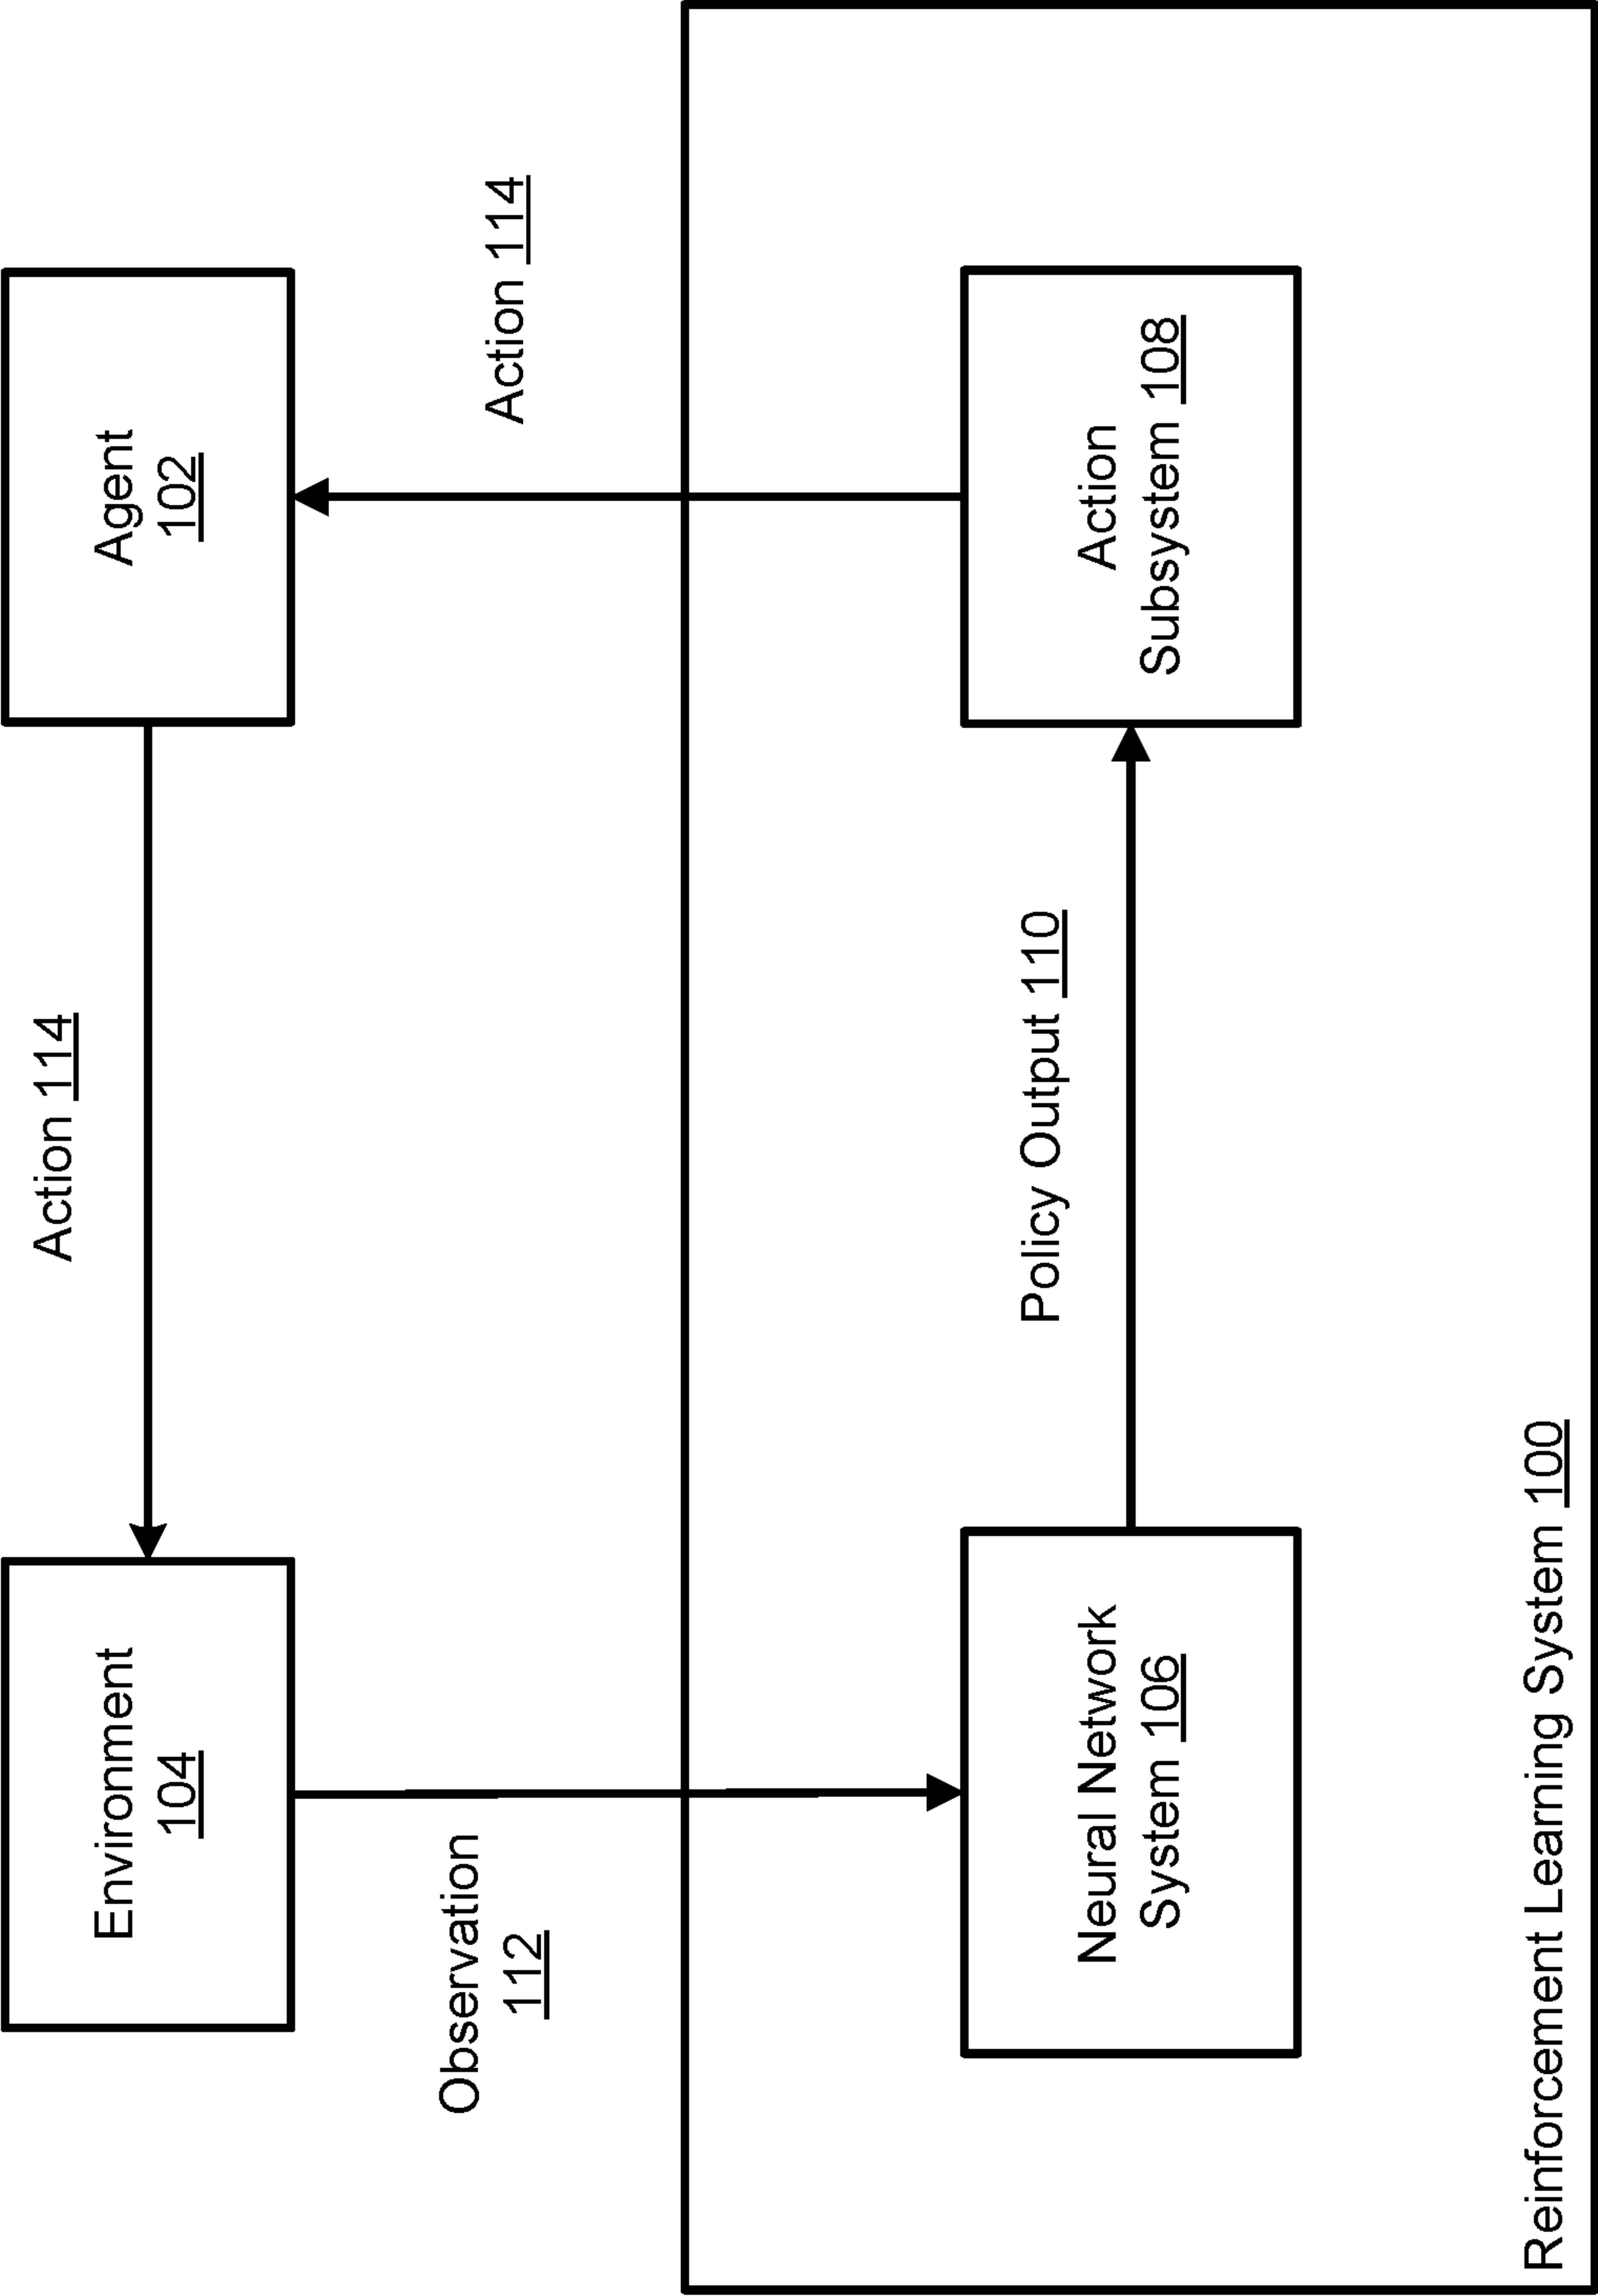 Environment
104
Action 114
Agent
102
Observation
112
Action 114
Policy Output 110
Neural Network
System 106
Action
Subsystem 108
Reinforcement Learning System 100